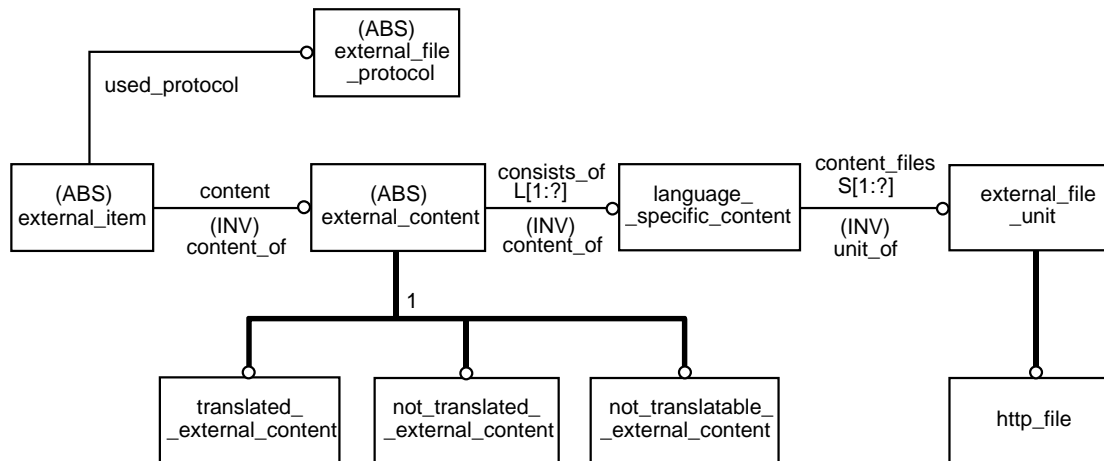 (ABS)
external_file
_protocol
used_protocol
(ABS)
external_item
content
(INV)
content_of
(ABS)
external_content
consists_of
L[1:?]
(INV)
content_of
language_
_specific_content
content_files
S[1:?]
(INV)
unit_of
external_file
_unit
1
translated_
_external_content
not_translated_
_external_content
not_translatable_
_external_content
http_file